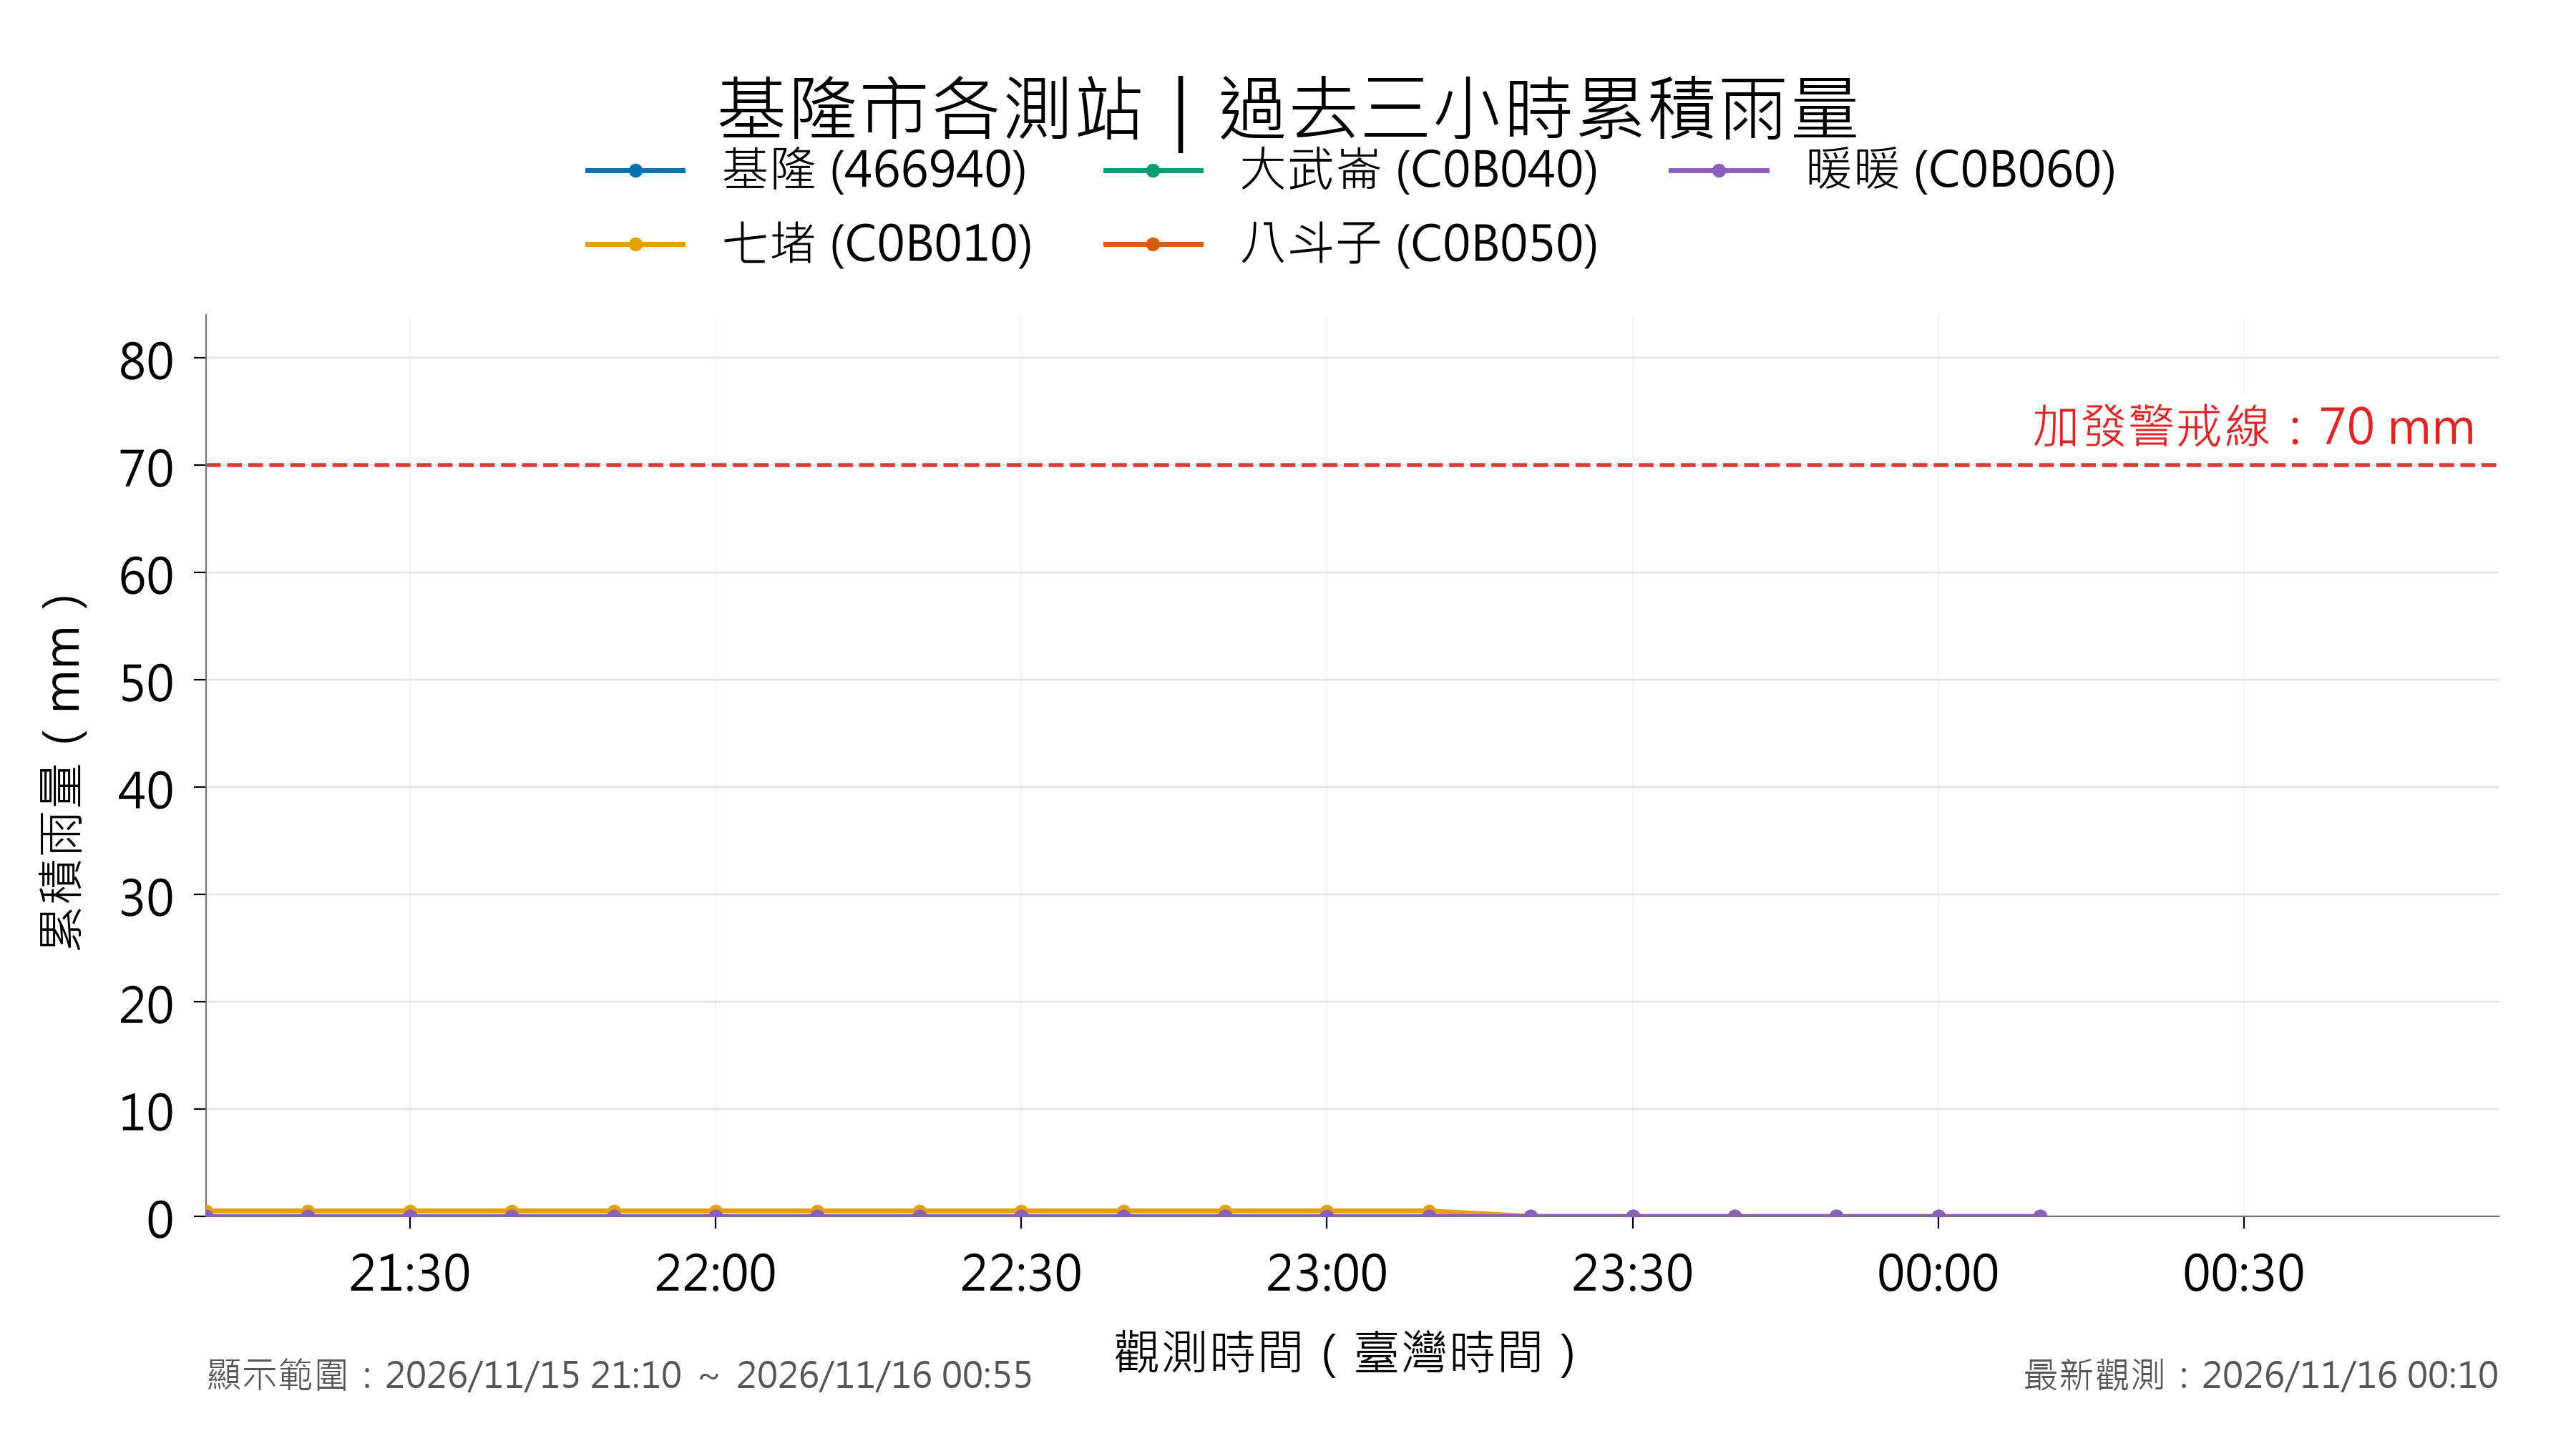 基隆市各測站｜過去三小時累積雨量
基隆 (466940)
大武崙 (C0B040)
暖暖 (C0B060)
七堵 (C0B010)
八斗子 (C0B050)
80
加發警戒線：70 mm
70
60
50
40
30
20
10
0
累積雨量（mm）
21:30
22:00
22:30
23:00
23:30
00:00
00:30
觀測時間（臺灣時間）
顯示範圍：2026/11/15 21:10 ～ 2026/11/16 00:55
最新觀測：2026/11/16 00:10